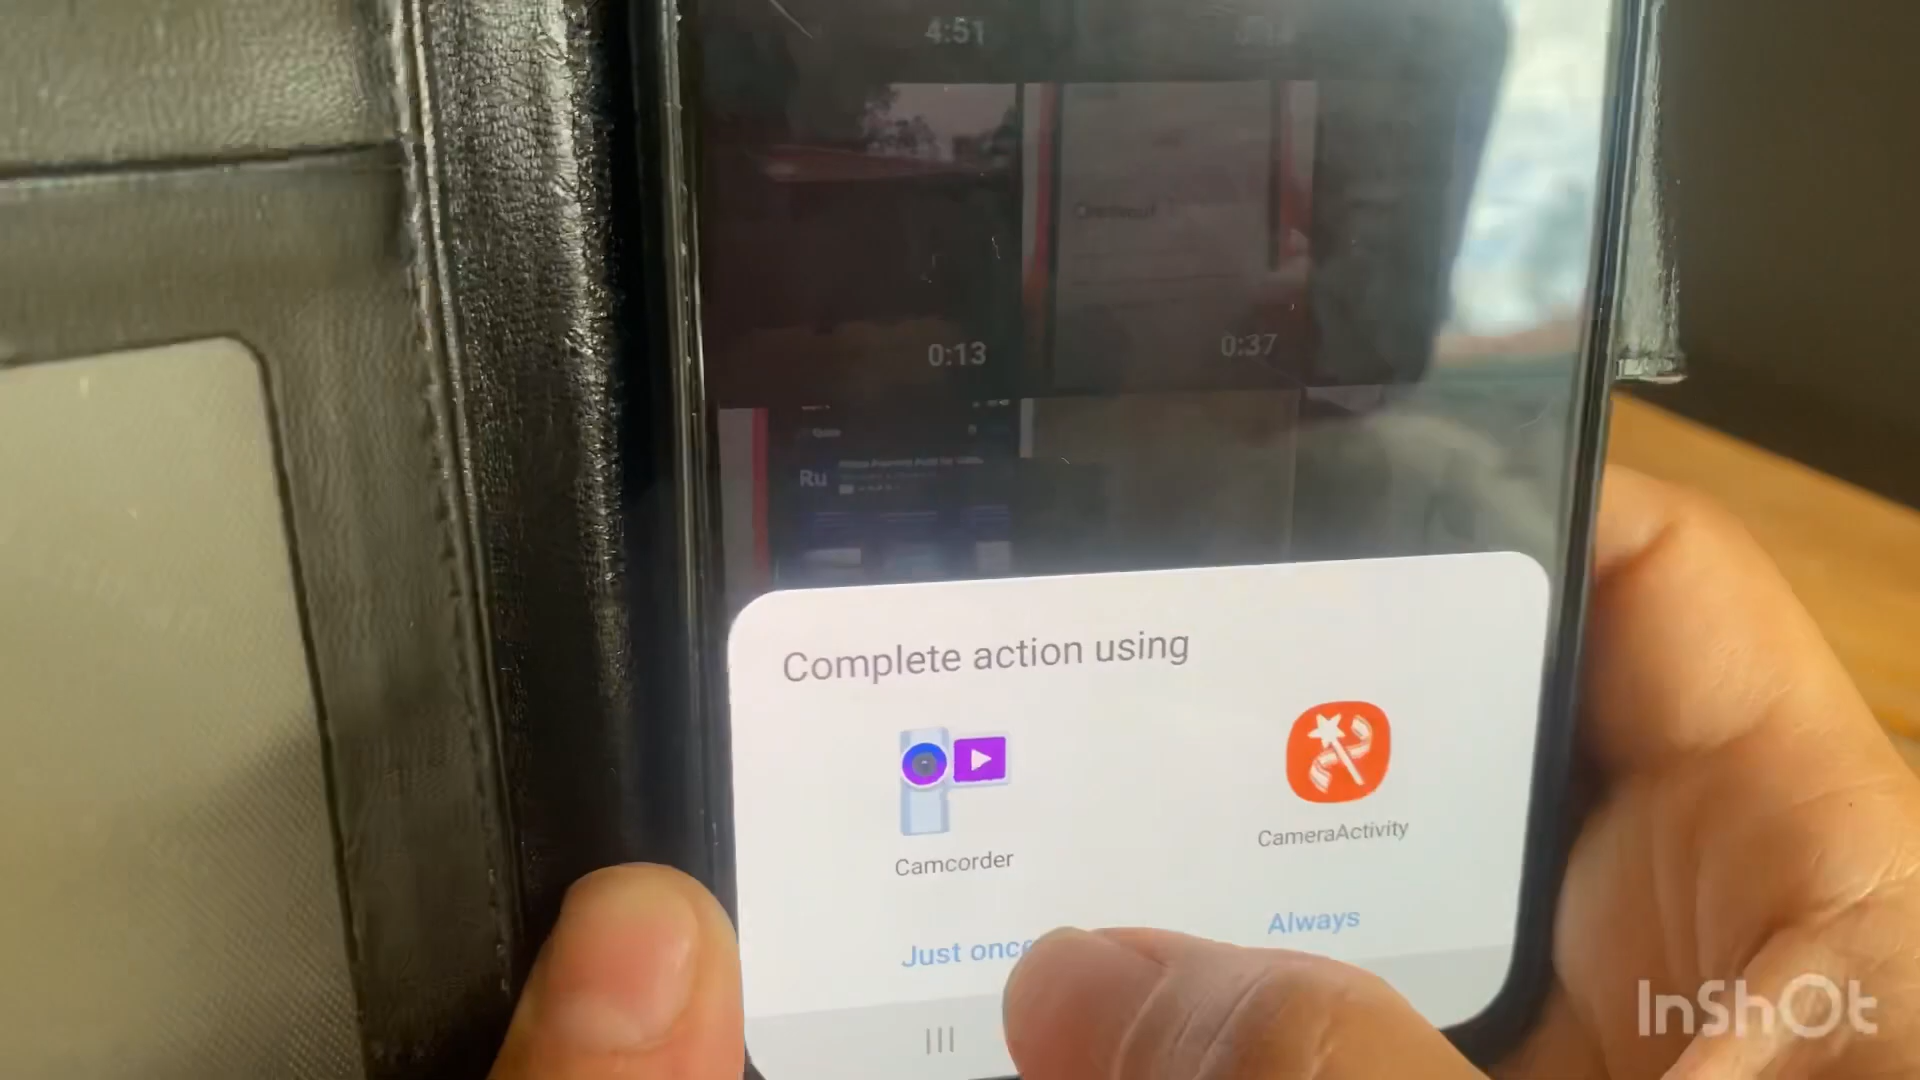 4:51
0:13
0:37
Ru
Complete action using
Camcorder
CameraActivity
Just once
Always
InShOt